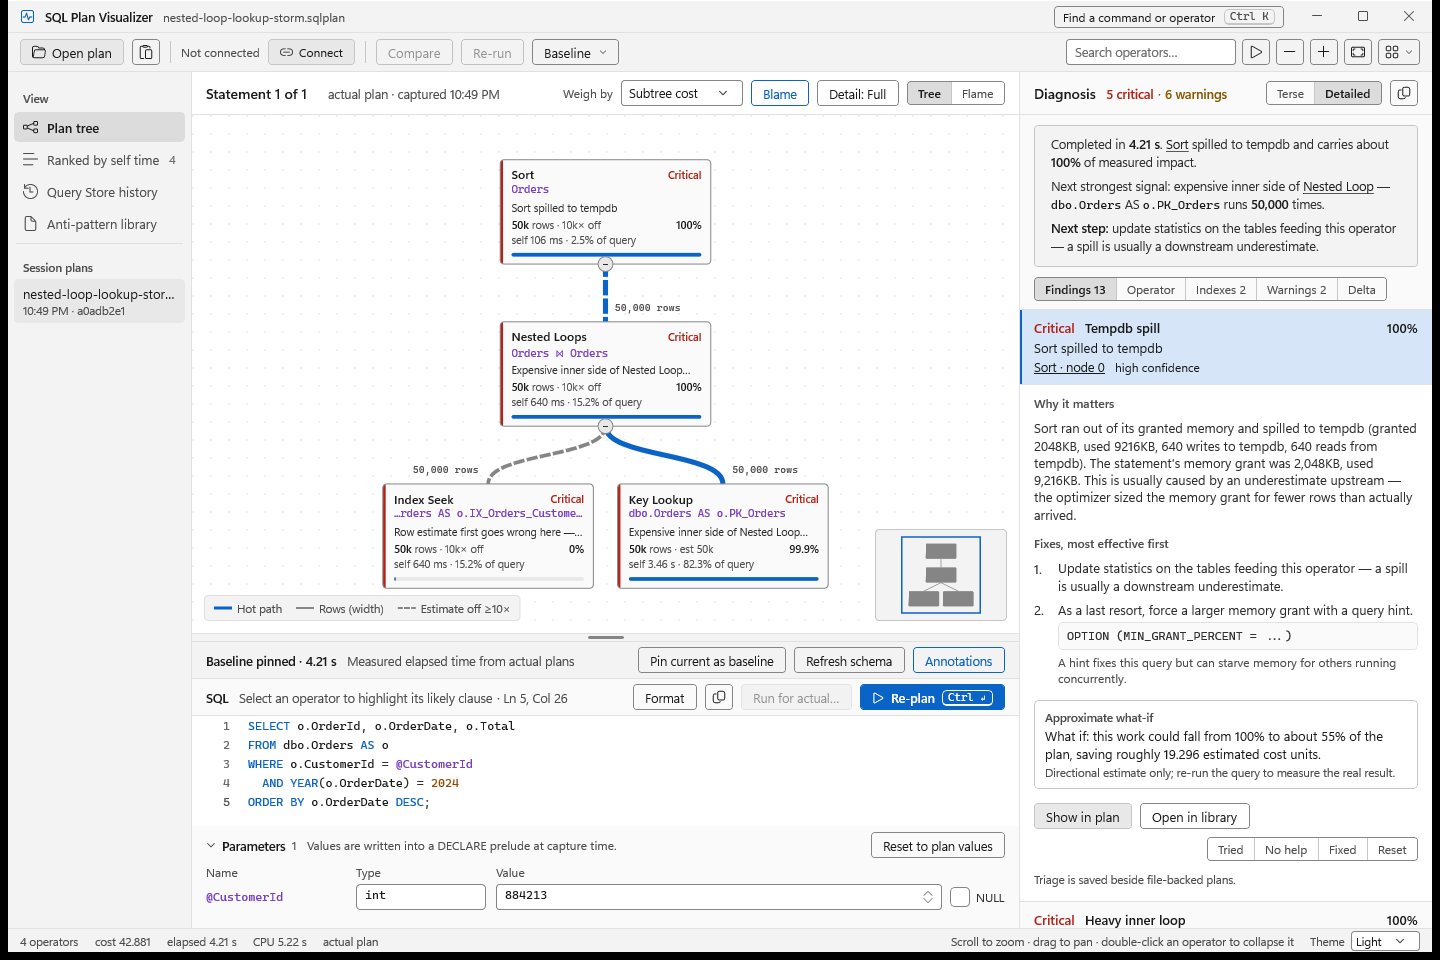 SQL Plan Visualizer nested-loop-lookup-storm.sqlplan
Find a command or operator Ctrl K
Open plan
Not connected
Connect
Compare
Re-run
Baseline
Search operators...
View
Plan tree
Ranked by self time 4
Query Store history
Anti-pattern library
Session plans
nested-loop-lookup-stor...
10:49 PM · a0adb2e1
Statement 1 of 1 actual plan · captured 10:49 PM
Weigh by Subtree cost
Blame
Detail: Full
Tree Flame
Sort Critical
Orders
Sort spilled to tempdb
50k rows · 10k× off 100%
self 106 ms · 2.5% of query
50,000 rows
Nested Loops Critical
Orders ⋈ Orders
Expensive inner side of Nested Loop...
50k rows · 10k× off 100%
self 640 ms · 15.2% of query
50,000 rows
50,000 rows
Index Seek Critical
…rders AS o.IX_Orders_Custome…
Row estimate first goes wrong here —...
50k rows · 10k× off 0%
self 640 ms · 15.2% of query
Key Lookup Critical
dbo.Orders AS o.PK_Orders
Expensive inner side of Nested Loop...
50k rows · est 50k 99.9%
self 3.46 s · 82.3% of query
Hot path Rows (width) Estimate off ≥10×
Baseline pinned · 4.21 s Measured elapsed time from actual plans
Pin current as baseline
Refresh schema
Annotations
SQL Select an operator to highlight its likely clause · Ln 5, Col 26
Format
Run for actual...
Re-plan Ctrl ↵
1 SELECT o.OrderId, o.OrderDate, o.Total
2 FROM dbo.Orders AS o
3 WHERE o.CustomerId = @CustomerId
4 AND YEAR(o.OrderDate) = 2024
5 ORDER BY o.OrderDate DESC;
Parameters 1 Values are written into a DECLARE prelude at capture time.
Reset to plan values
Name Type Value
@CustomerId int 884213 NULL
Diagnosis 5 critical · 6 warnings
Terse Detailed
Completed in 4.21 s. Sort spilled to tempdb and carries about
100% of measured impact.
Next strongest signal: expensive inner side of Nested Loop —
dbo.Orders AS o.PK_Orders runs 50,000 times.
Next step: update statistics on the tables feeding this operator
— a spill is usually a downstream underestimate.
Findings 13 Operator Indexes 2 Warnings 2 Delta
Critical Tempdb spill 100%
Sort spilled to tempdb
Sort · node 0 high confidence
Why it matters
Sort ran out of its granted memory and spilled to tempdb (granted
2048KB, used 9216KB, 640 writes to tempdb, 640 reads from
tempdb). The statement's memory grant was 2,048KB, used
9,216KB. This is usually caused by an underestimate upstream —
the optimizer sized the memory grant for fewer rows than actually
arrived.
Fixes, most effective first
1. Update statistics on the tables feeding this operator — a spill
is usually a downstream underestimate.
2. As a last resort, force a larger memory grant with a query hint.
OPTION (MIN_GRANT_PERCENT = ...)
A hint fixes this query but can starve memory for others running
concurrently.
Approximate what-if
What if: this work could fall from 100% to about 55% of the
plan, saving roughly 19.296 estimated cost units.
Directional estimate only; re-run the query to measure the real result.
Show in plan
Open in library
Tried No help Fixed Reset
Triage is saved beside file-backed plans.
Critical Heavy inner loop 100%
4 operators cost 42.881 elapsed 4.21 s CPU 5.22 s actual plan
Scroll to zoom · drag to pan · double-click an operator to collapse it Theme Light